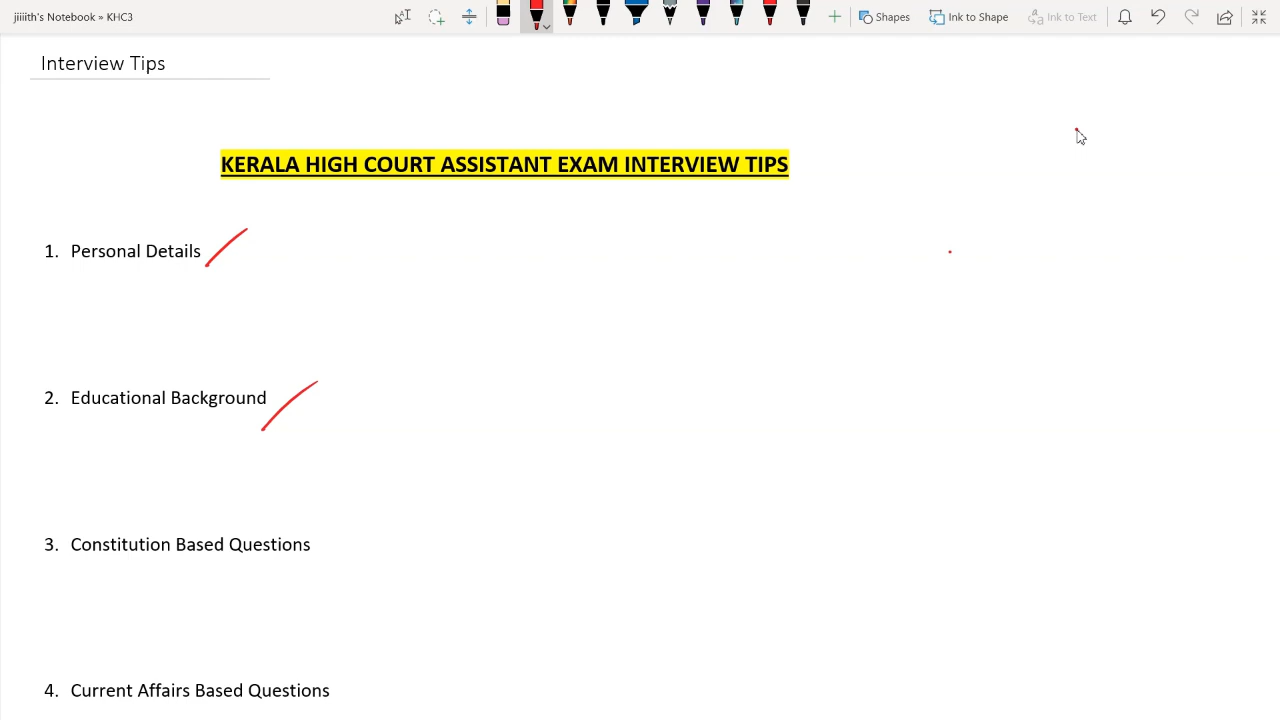 jiiiith's Notebook » KHC3
Shapes
Ink to Shape
Ink to Text
Interview Tips
KERALA HIGH COURT ASSISTANT EXAM INTERVIEW TIPS
1. Personal Details
2. Educational Background
3. Constitution Based Questions
4. Current Affairs Based Questions